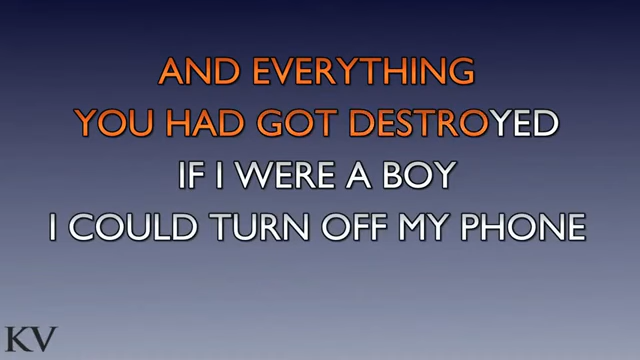 AND EVERYTHING
YOU HAD GOT DESTROYED
IF I WERE A BOY
I COULD TURN OFF MY PHONE
KV